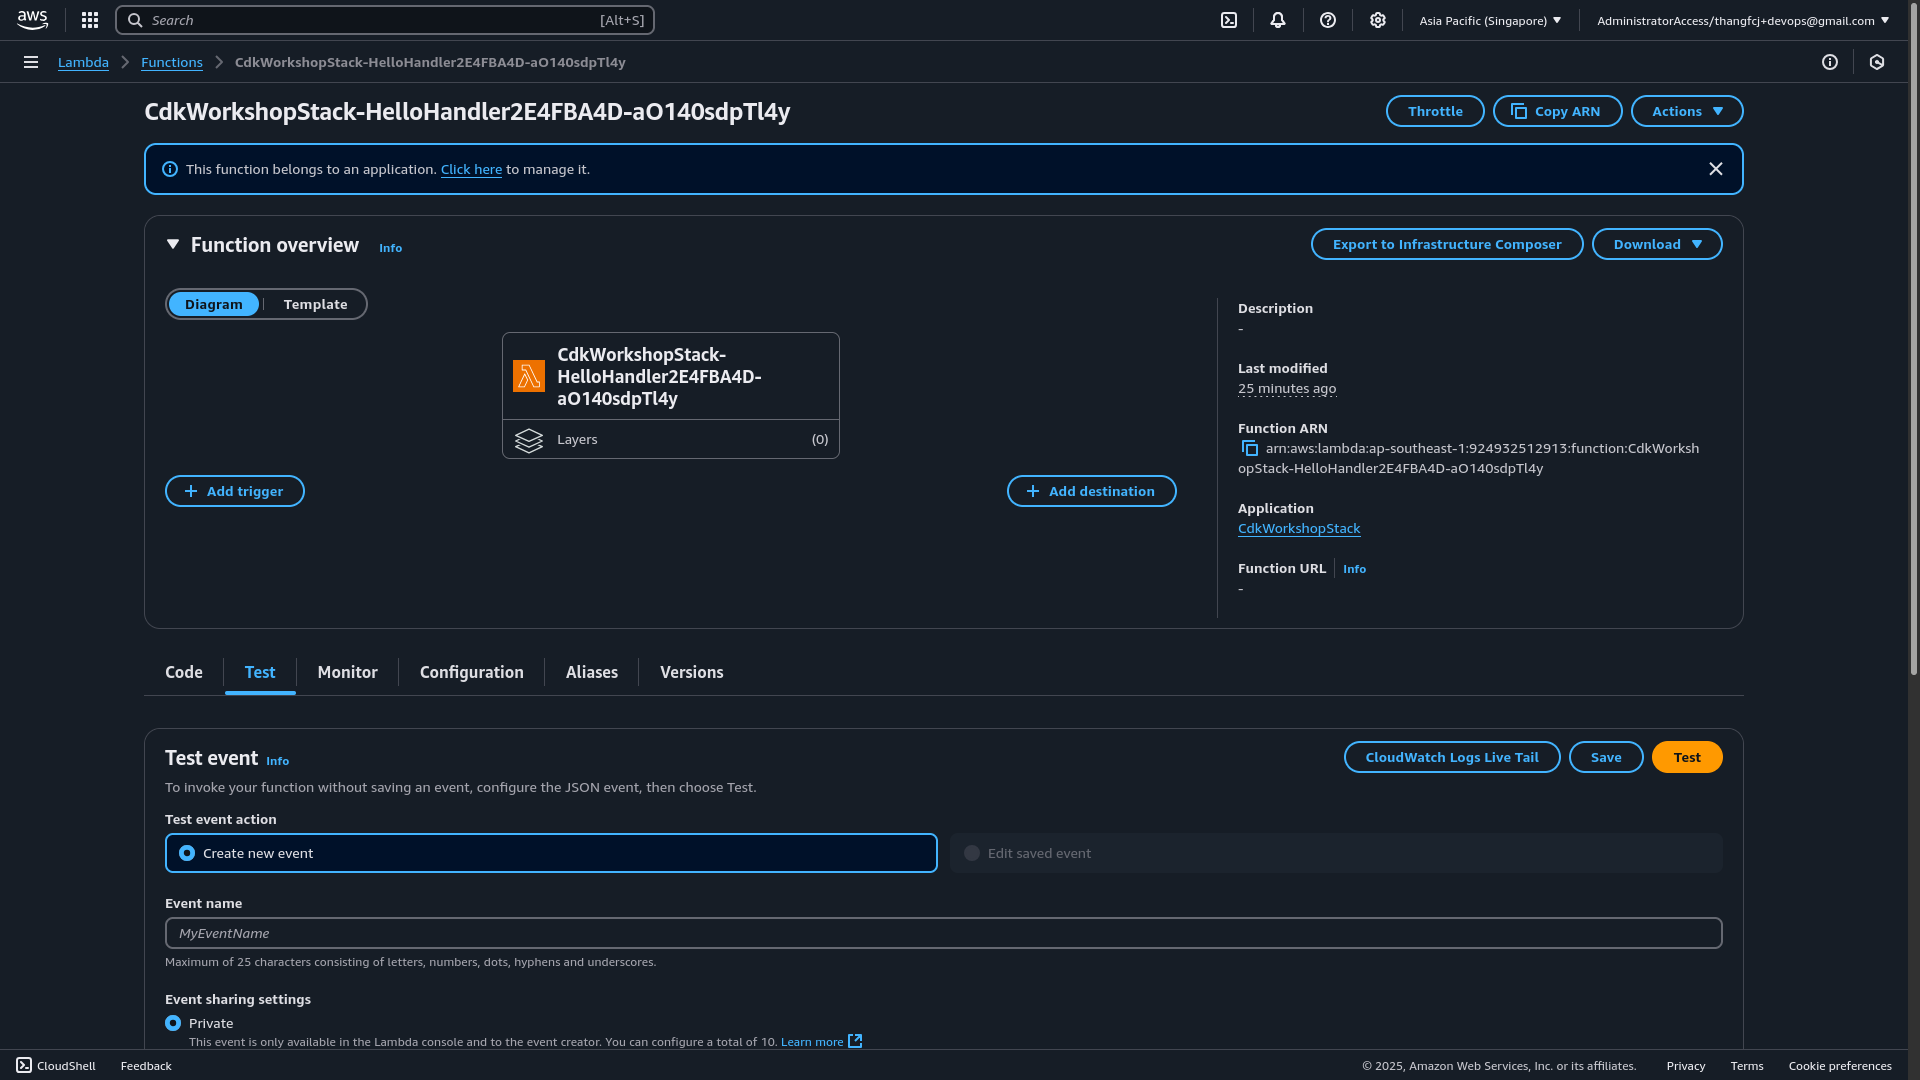 aws
Search
[Alt+S]
Asia Pacific (Singapore)
AdministratorAccess/thangfcj+devops@gmail.com
Lambda
Functions
CdkWorkshopStack-HelloHandler2E4FBA4D-aO140sdpTl4y
CdkWorkshopStack-HelloHandler2E4FBA4D-aO140sdpTl4y
Throttle
Copy ARN
Actions
This function belongs to an application. Click here to manage it.
Function overview
Info
Export to Infrastructure Composer
Download
Diagram
Template
CdkWorkshopStack-
HelloHandler2E4FBA4D-
aO140sdpTl4y
Layers
(0)
Add trigger
Add destination
Description
-
Last modified
25 minutes ago
Function ARN
arn:aws:lambda:ap-southeast-1:924932512913:function:CdkWorksh
opStack-HelloHandler2E4FBA4D-aO140sdpTl4y
Application
CdkWorkshopStack
Function URL
Info
-
Code
Test
Monitor
Configuration
Aliases
Versions
Test event
Info
CloudWatch Logs Live Tail
Save
Test
To invoke your function without saving an event, configure the JSON event, then choose Test.
Test event action
Create new event
Edit saved event
Event name
MyEventName
Maximum of 25 characters consisting of letters, numbers, dots, hyphens and underscores.
Event sharing settings
Private
This event is only available in the Lambda console and to the event creator. You can configure a total of 10. Learn more
CloudShell
Feedback
© 2025, Amazon Web Services, Inc. or its affiliates.
Privacy
Terms
Cookie preferences